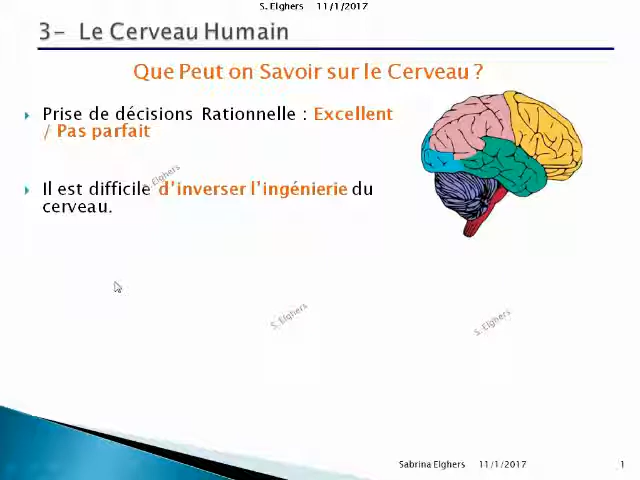 S. Elghers 11/1/2017
3- Le Cerveau Humain
Que Peut on Savoir sur le Cerveau ?
Prise de décisions Rationnelle : Excellent
/ Pas parfait
S. Elghers
Il est difficile d’inverser l’ingénierie du
cerveau.
S. Elghers
S. Elghers
Sabrina Elghers 11/1/2017 1